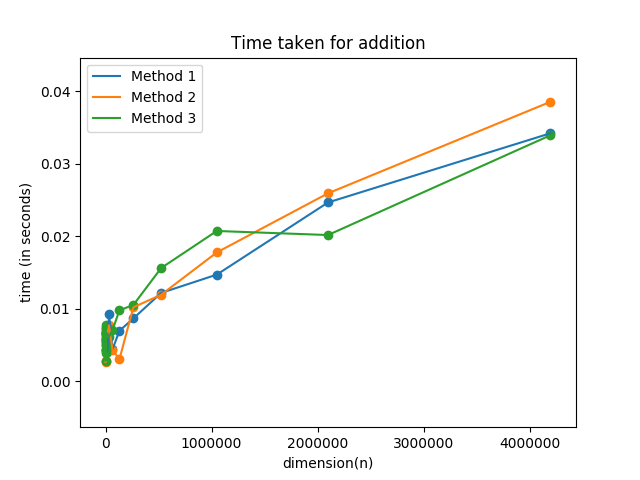 Time taken for addition
Method 1
Method 2
Method 3
0.04
0.03
0.02
0.01
0.00
time (in seconds)
0 1000000 2000000 3000000 4000000
dimension(n)